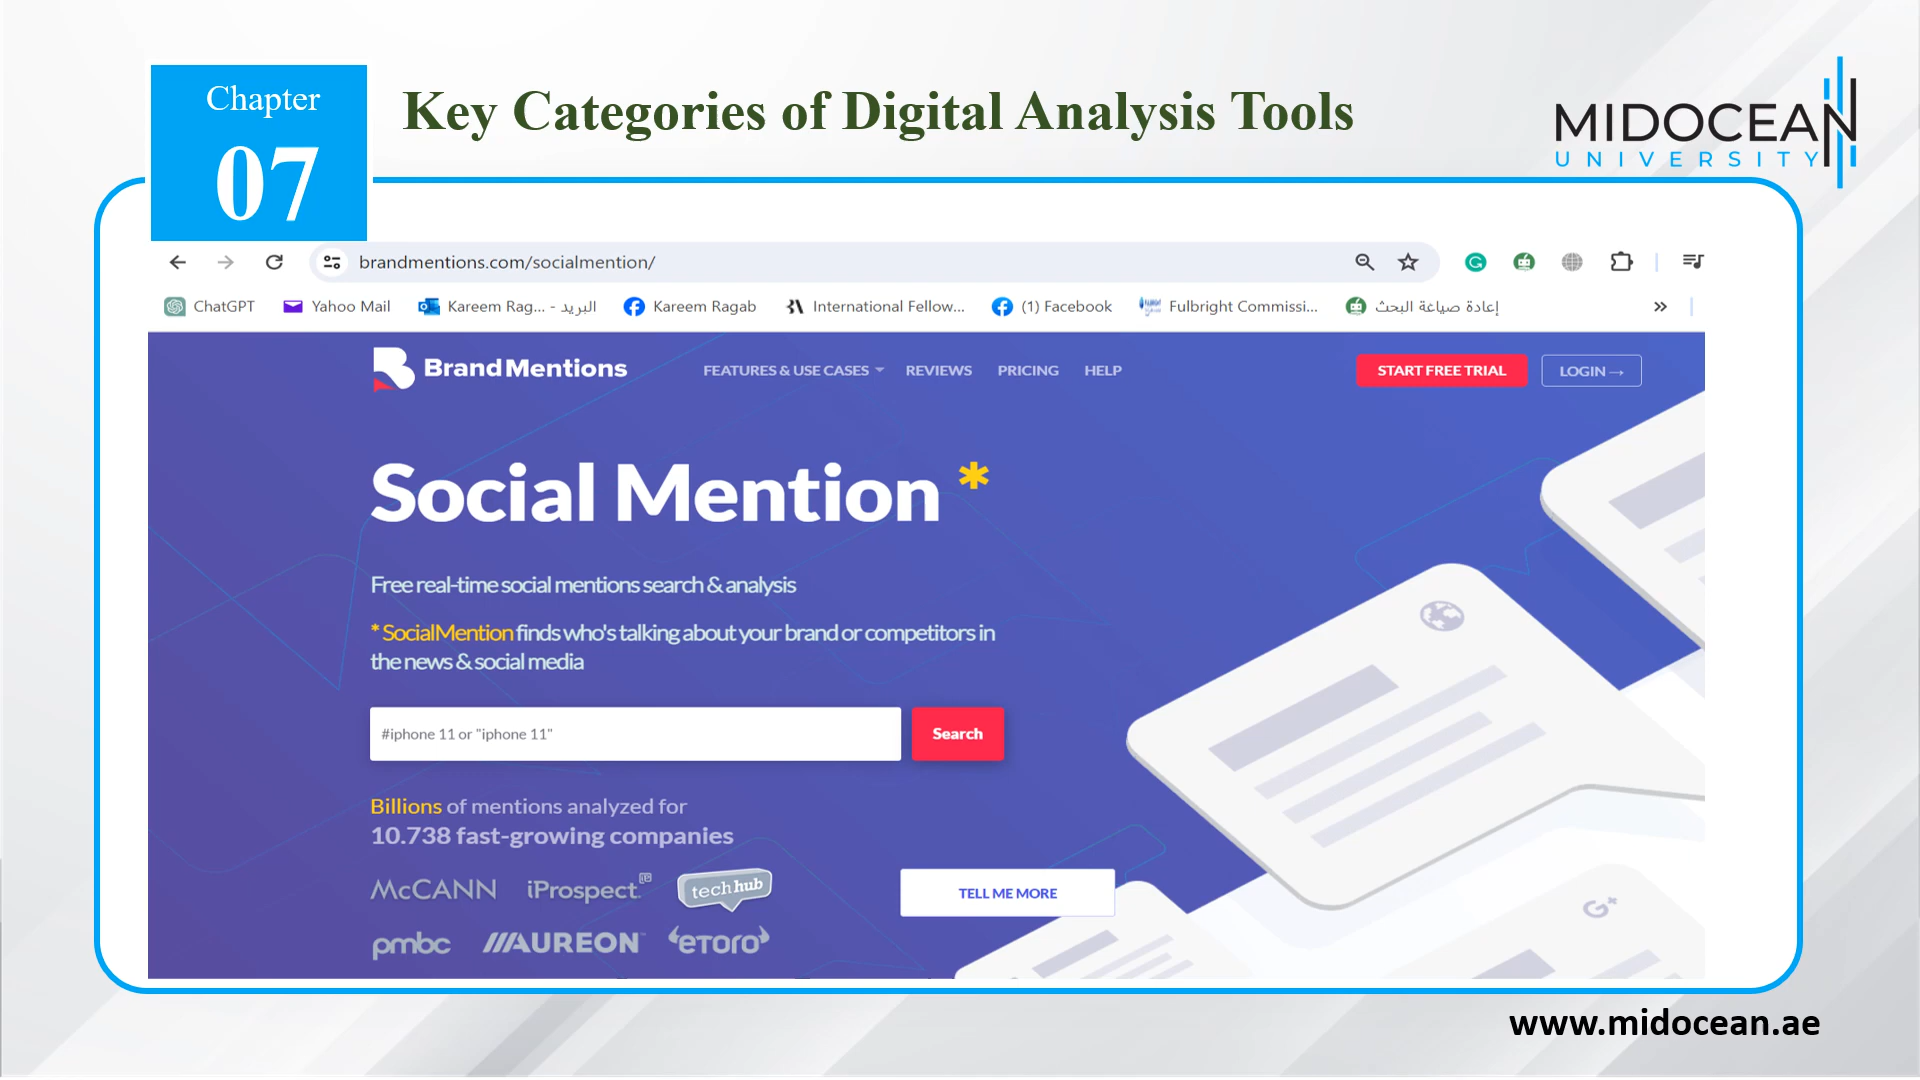 Chapter
07
Key Categories of Digital Analysis Tools
MIDOCEAN
UNIVERSITY
brandmentions.com/socialmention/
ChatGPT
Yahoo Mail
Kareem Rag... - البريد
Kareem Ragab
International Fellow...
(1) Facebook
Fulbright Commissi...
إعادة صياغة البحث
»
BrandMentions
FEATURES & USE CASES
REVIEWS
PRICING
HELP
START FREE TRIAL
LOGIN →
Social Mention *
Free real-time social mentions search & analysis
* SocialMention finds who's talking about your brand or competitors in
the news & social media
#iphone 11 or "iphone 11"
Search
Billions of mentions analyzed for
10.738 fast-growing companies
McCANN
iProspect.
tech hub
TELL ME MORE
pmbc
AUREON
eToro
G+
www.midocean.ae